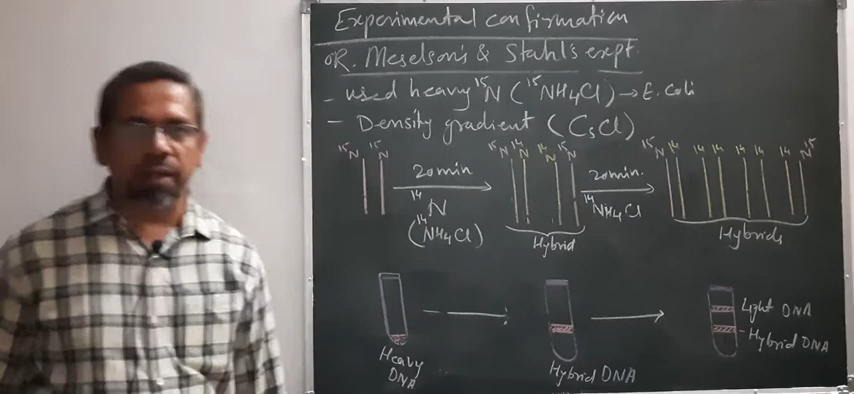 Experimental confirmation
OR. Meselson's & Stahl's expt.
- used heavy ¹⁵N (¹⁵NH4Cl) → E. coli
- Density gradient (CsCl)
¹⁵N ¹⁵N 20min ¹⁵N ¹⁴N ¹⁴N ¹⁵N 20min. ¹⁵N ¹⁴ ¹⁴ ¹⁴ ¹⁴ ¹⁴ ¹⁴ N¹⁵
¹⁴N ¹⁴NH4Cl
(¹⁴NH4Cl) Hybrid Hybrids
Light DNA
Hybrid DNA
Heavy DNA
Hybrid DNA